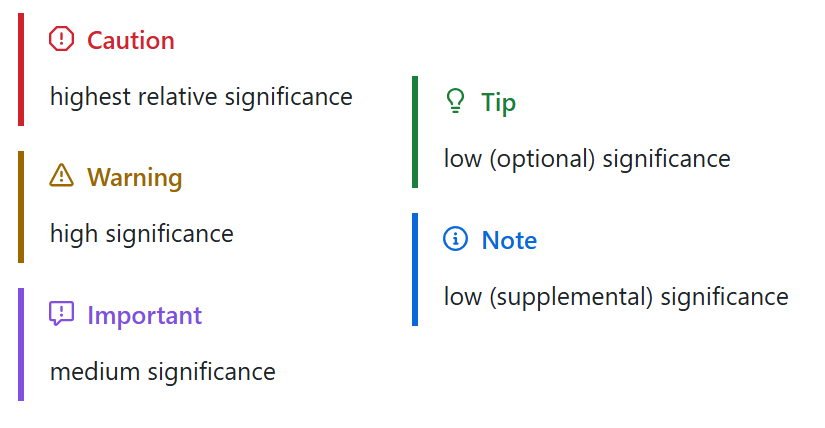 Caution
highest relative significance
Warning
high significance
Important
medium significance
Tip
low (optional) significance
Note
low (supplemental) significance